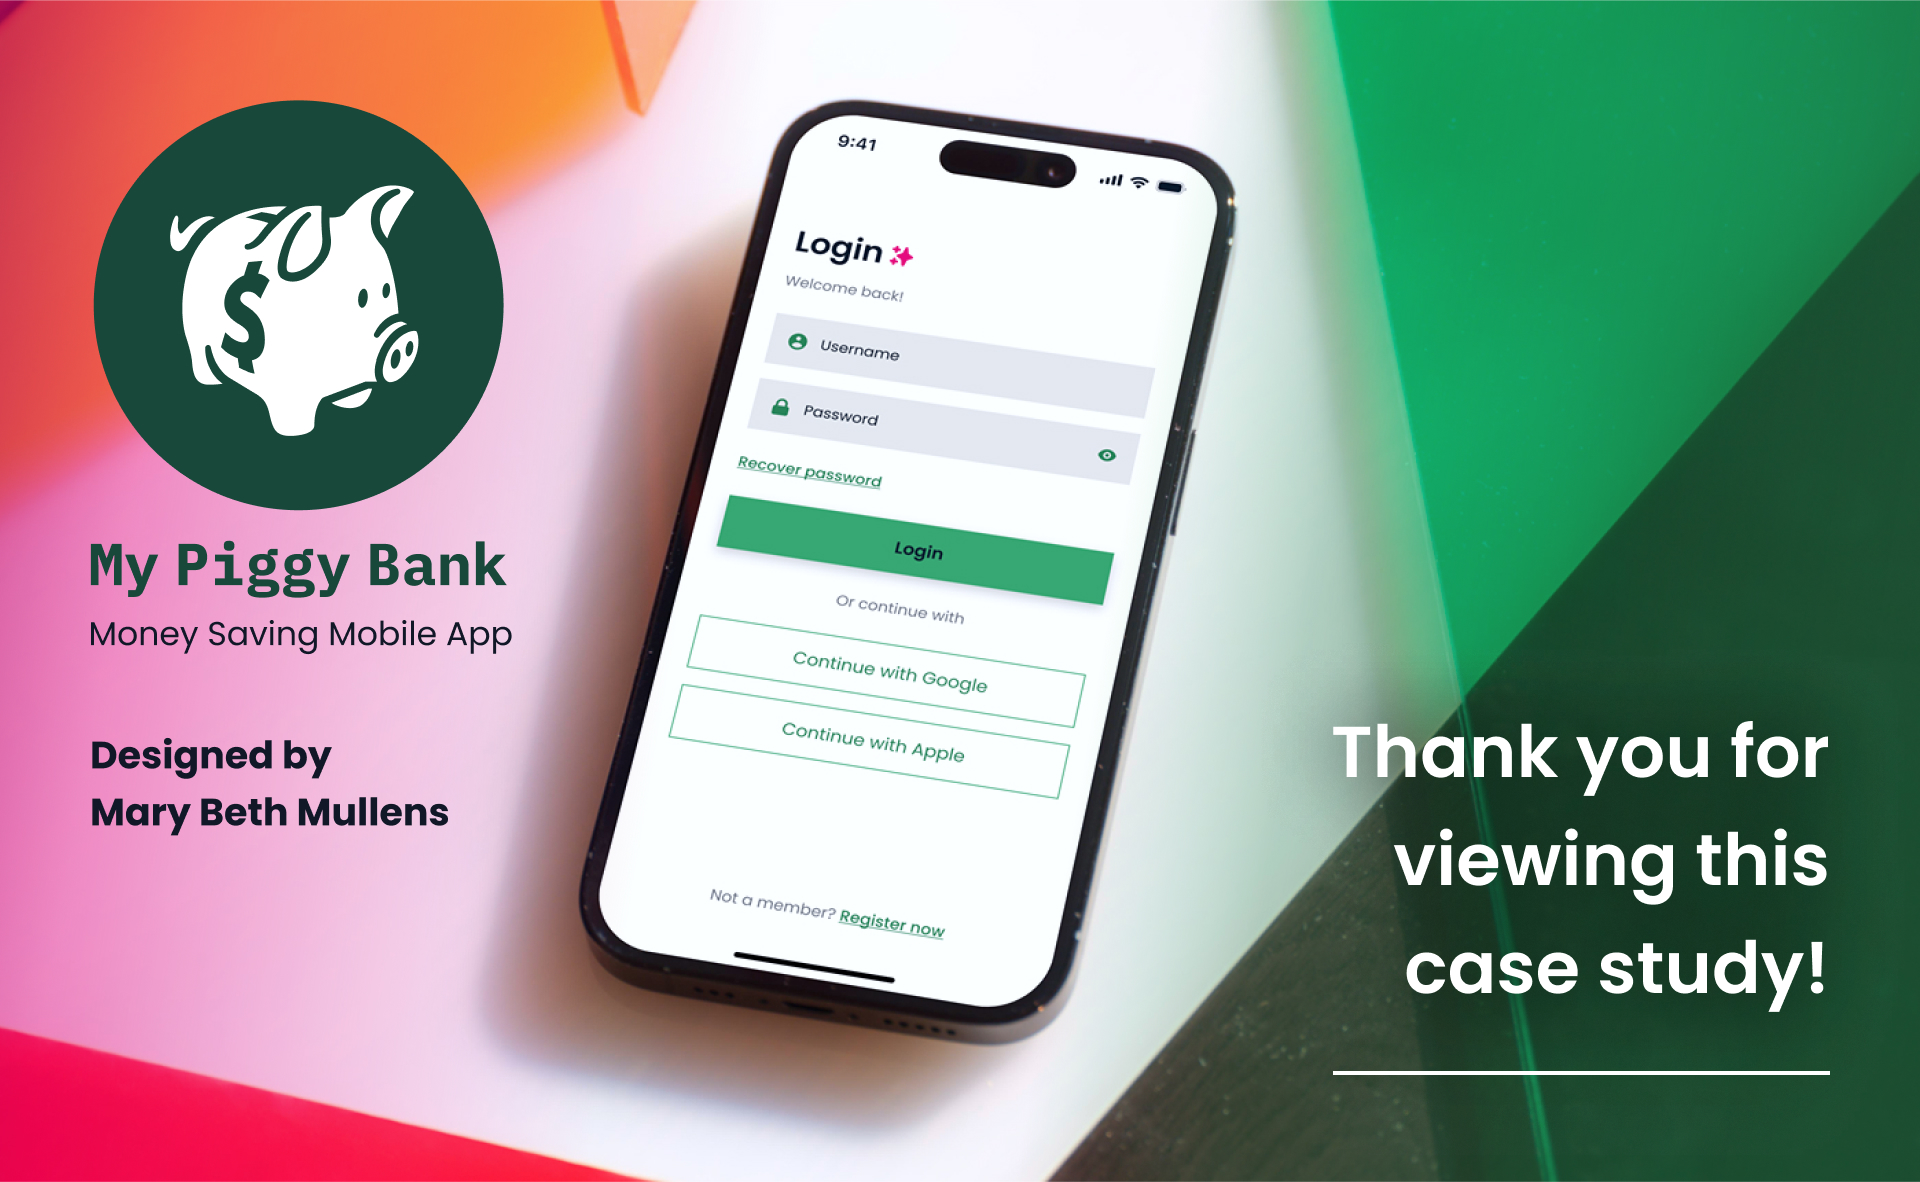 My Piggy Bank
Money Saving Mobile App
Designed by
Mary Beth Mullens
9:41
Login
Welcome back!
Username
Password
Recover password
Login
Or continue with
Continue with Google
Continue with Apple
Not a member? Register now
Thank you for
viewing this
case study!